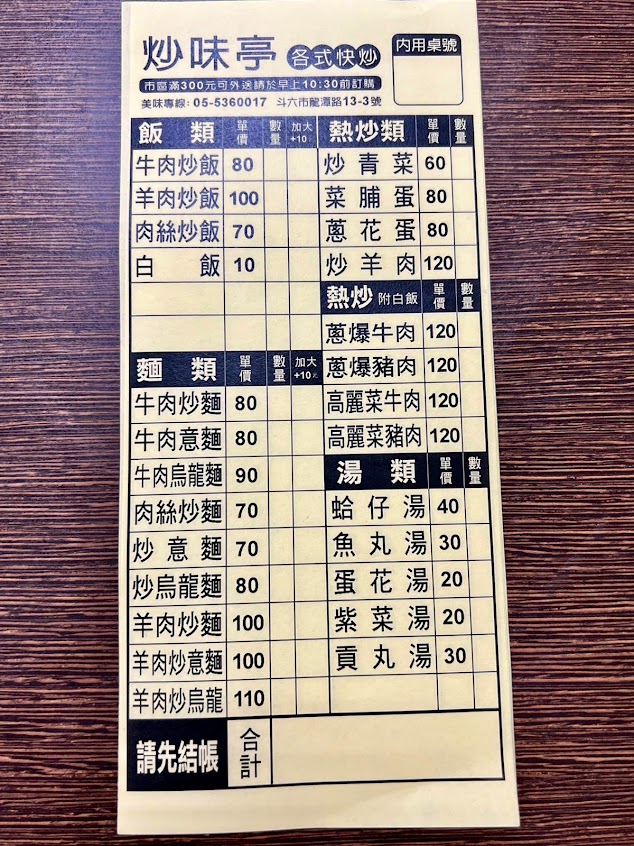 炒味亭 各式快炒 內用桌號
市區滿300元可外送請於早上10:30前訂購
美味專線: 05-5360017 斗六市龍潭路13-3號
飯類 單價 數量 加大+10
牛肉炒飯 80
羊肉炒飯 100
肉絲炒飯 70
白飯 10
麵類 單價 數量 加大+10元
牛肉炒麵 80
牛肉意麵 80
牛肉烏龍麵 90
肉絲炒麵 70
炒意麵 70
炒烏龍麵 80
羊肉炒麵 100
羊肉炒意麵 100
羊肉炒烏龍 110
熱炒類 單價 數量
炒青菜 60
菜脯蛋 80
蔥花蛋 80
炒羊肉 120
熱炒 附白飯 單價 數量
蔥爆牛肉 120
蔥爆豬肉 120
高麗菜牛肉 120
高麗菜豬肉 120
湯類 單價 數量
蛤仔湯 40
魚丸湯 30
蛋花湯 20
紫菜湯 20
貢丸湯 30
請先結帳 合計